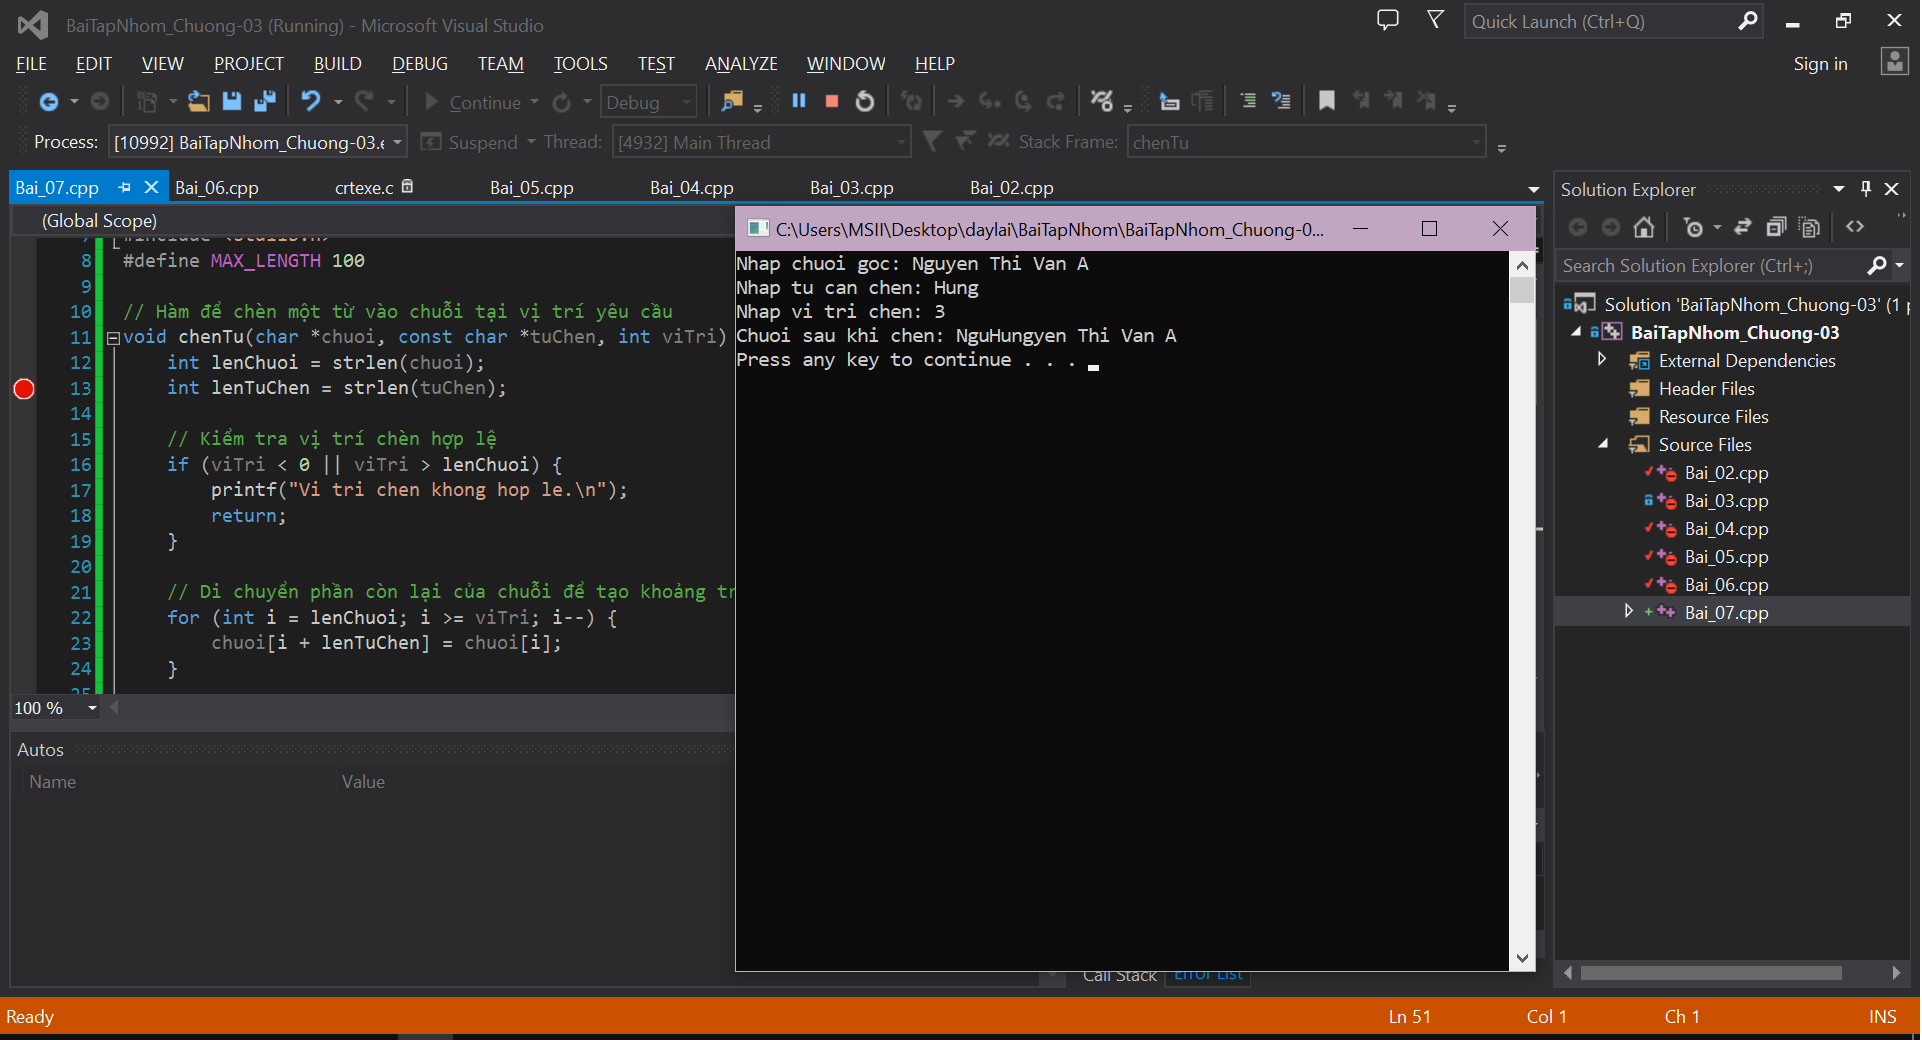 BaiTapNhom_Chuong-03 (Running) - Microsoft Visual Studio
Quick Launch (Ctrl+Q)
FILE EDIT VIEW PROJECT BUILD DEBUG TEAM TOOLS TEST ANALYZE WINDOW HELP
Sign in
Continue Debug
Process: [10992] BaiTapNhom_Chuong-03.e Suspend Thread: [4932] Main Thread Stack Frame: chenTu
Bai_07.cpp Bai_06.cpp crtexe.c Bai_05.cpp Bai_04.cpp Bai_03.cpp Bai_02.cpp
(Global Scope)
8 #define MAX_LENGTH 100
9
10 // Hàm để chèn một từ vào chuỗi tại vị trí yêu cầu
11 void chenTu(char *chuoi, const char *tuChen, int viTri)
12 int lenChuoi = strlen(chuoi);
13 int lenTuChen = strlen(tuChen);
14
15 // Kiểm tra vị trí chèn hợp lệ
16 if (viTri < 0 || viTri > lenChuoi) {
17 printf("Vi tri chen khong hop le.\n");
18 return;
19 }
20
21 // Di chuyển phần còn lại của chuỗi để tạo khoảng tr
22 for (int i = lenChuoi; i >= viTri; i--) {
23 chuoi[i + lenTuChen] = chuoi[i];
24 }
25
100 %
Autos
Name Value
C:\Users\MSII\Desktop\daylai\BaiTapNhom\BaiTapNhom_Chuong-0...
Nhap chuoi goc: Nguyen Thi Van A
Nhap tu can chen: Hung
Nhap vi tri chen: 3
Chuoi sau khi chen: NguHungyen Thi Van A
Press any key to continue . . .
Call Stack Error List
Solution Explorer
Search Solution Explorer (Ctrl+;)
Solution 'BaiTapNhom_Chuong-03' (1 p
BaiTapNhom_Chuong-03
External Dependencies
Header Files
Resource Files
Source Files
Bai_02.cpp
Bai_03.cpp
Bai_04.cpp
Bai_05.cpp
Bai_06.cpp
Bai_07.cpp
Ready Ln 51 Col 1 Ch 1 INS